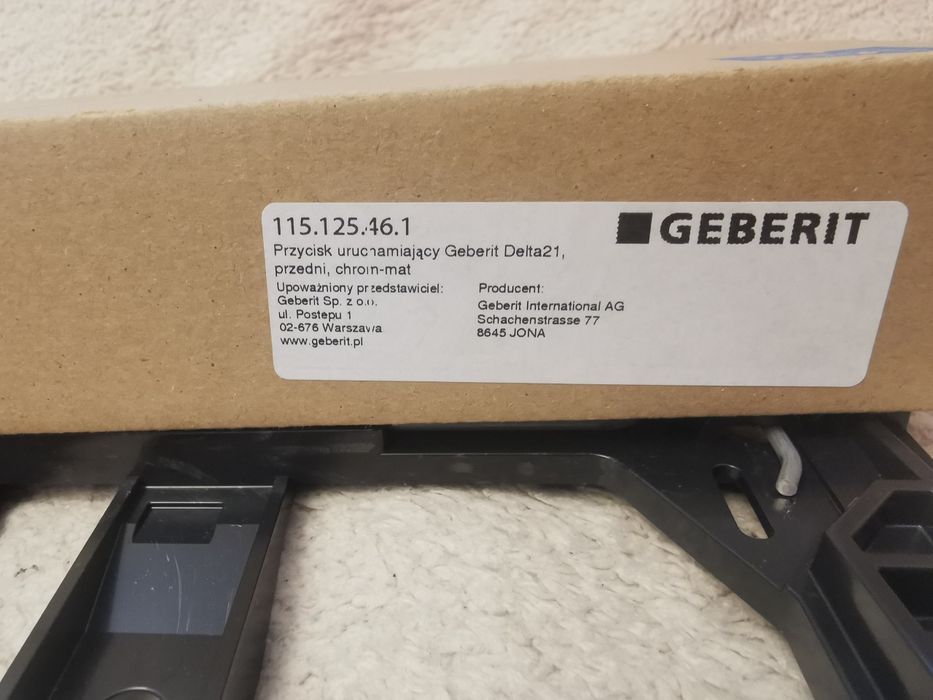 115.125.46.1
GEBERIT
Przycisk uruchamiający Geberit Delta21,
przedni, chrom-mat
Upoważniony przedstawiciel:
Geberit Sp. z o.o.
ul. Postepu 1
02-676 Warszawa
www.geberit.pl
Producent:
Geberit International AG
Schachenstrasse 77
8645 JONA